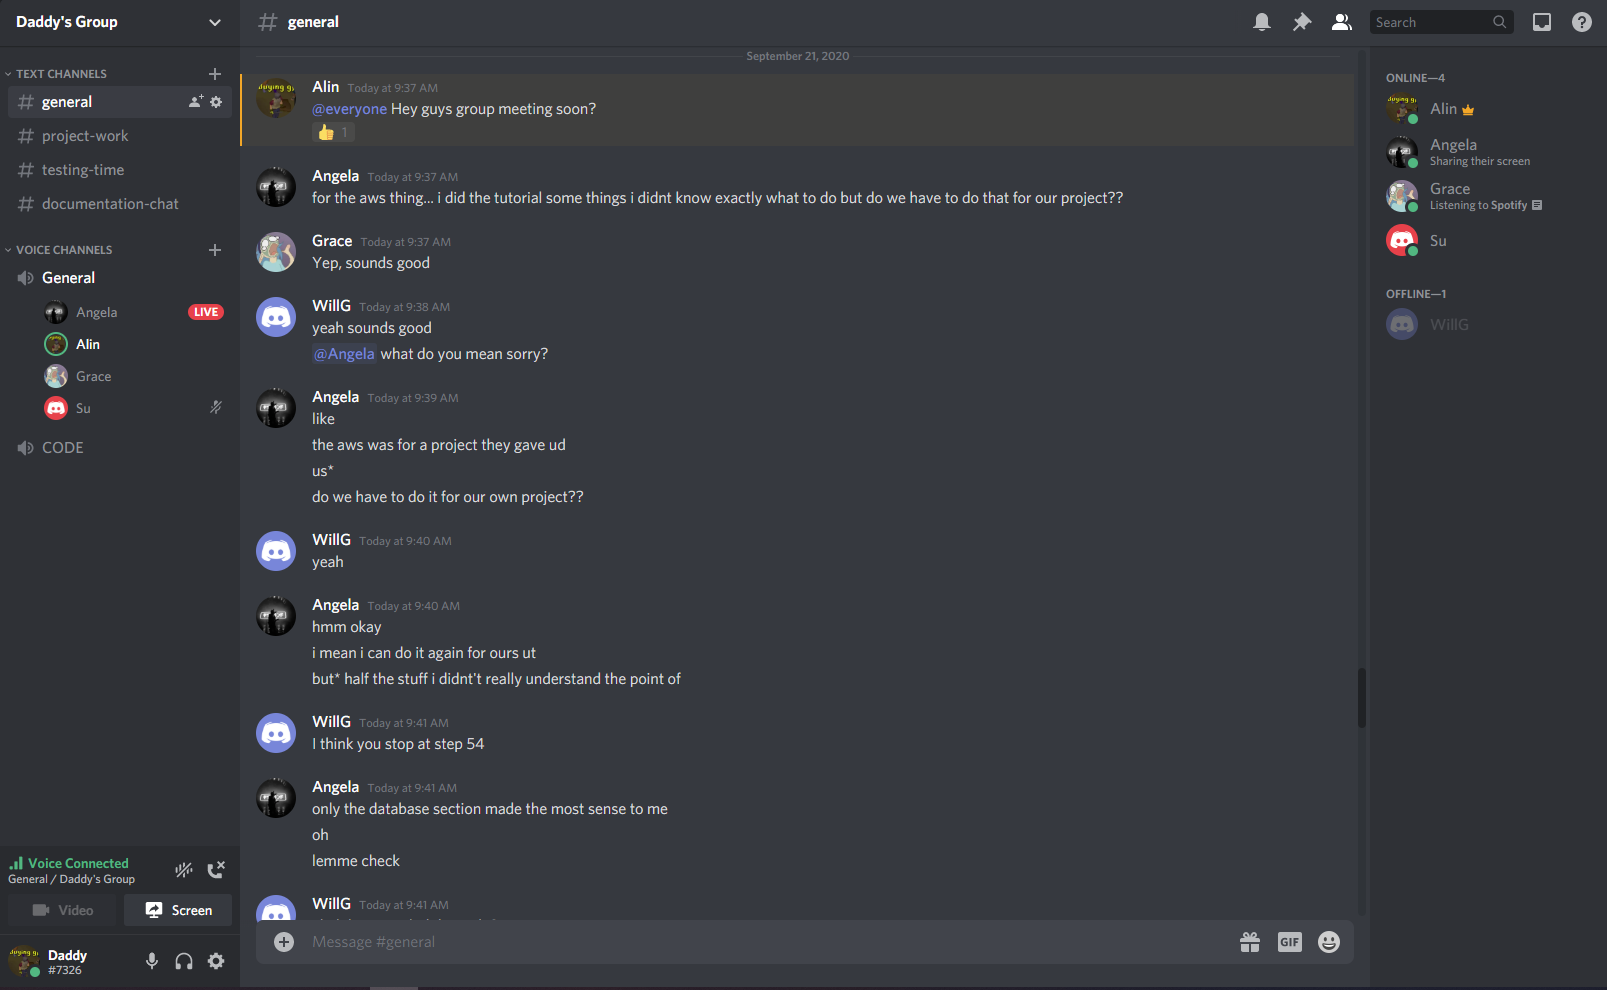 Daddy's Group
TEXT CHANNELS
general
project-work
testing-time
documentation-chat
VOICE CHANNELS
General
Angela LIVE
Alin
Grace
Su
CODE
Voice Connected
General / Daddy's Group
Video Screen
Daddy
#7326
# general
September 21, 2020
Alin Today at 9:37 AM
@everyone Hey guys group meeting soon?
👍 1
Angela Today at 9:37 AM
for the aws thing... i did the tutorial some things i didnt know exactly what to do but do we have to do that for our project??
Grace Today at 9:37 AM
Yep, sounds good
WillG Today at 9:38 AM
yeah sounds good
@Angela what do you mean sorry?
Angela Today at 9:39 AM
like
the aws was for a project they gave ud
us*
do we have to do it for our own project??
WillG Today at 9:40 AM
yeah
Angela Today at 9:40 AM
hmm okay
i mean i can do it again for ours ut
but* half the stuff i didnt't really understand the point of
WillG Today at 9:41 AM
I think you stop at step 54
Angela Today at 9:41 AM
only the database section made the most sense to me
oh
lemme check
WillG Today at 9:41 AM
Message #general
GIF
Search
ONLINE—4
Alin
Angela
Sharing their screen
Grace
Listening to Spotify
Su
OFFLINE—1
WillG